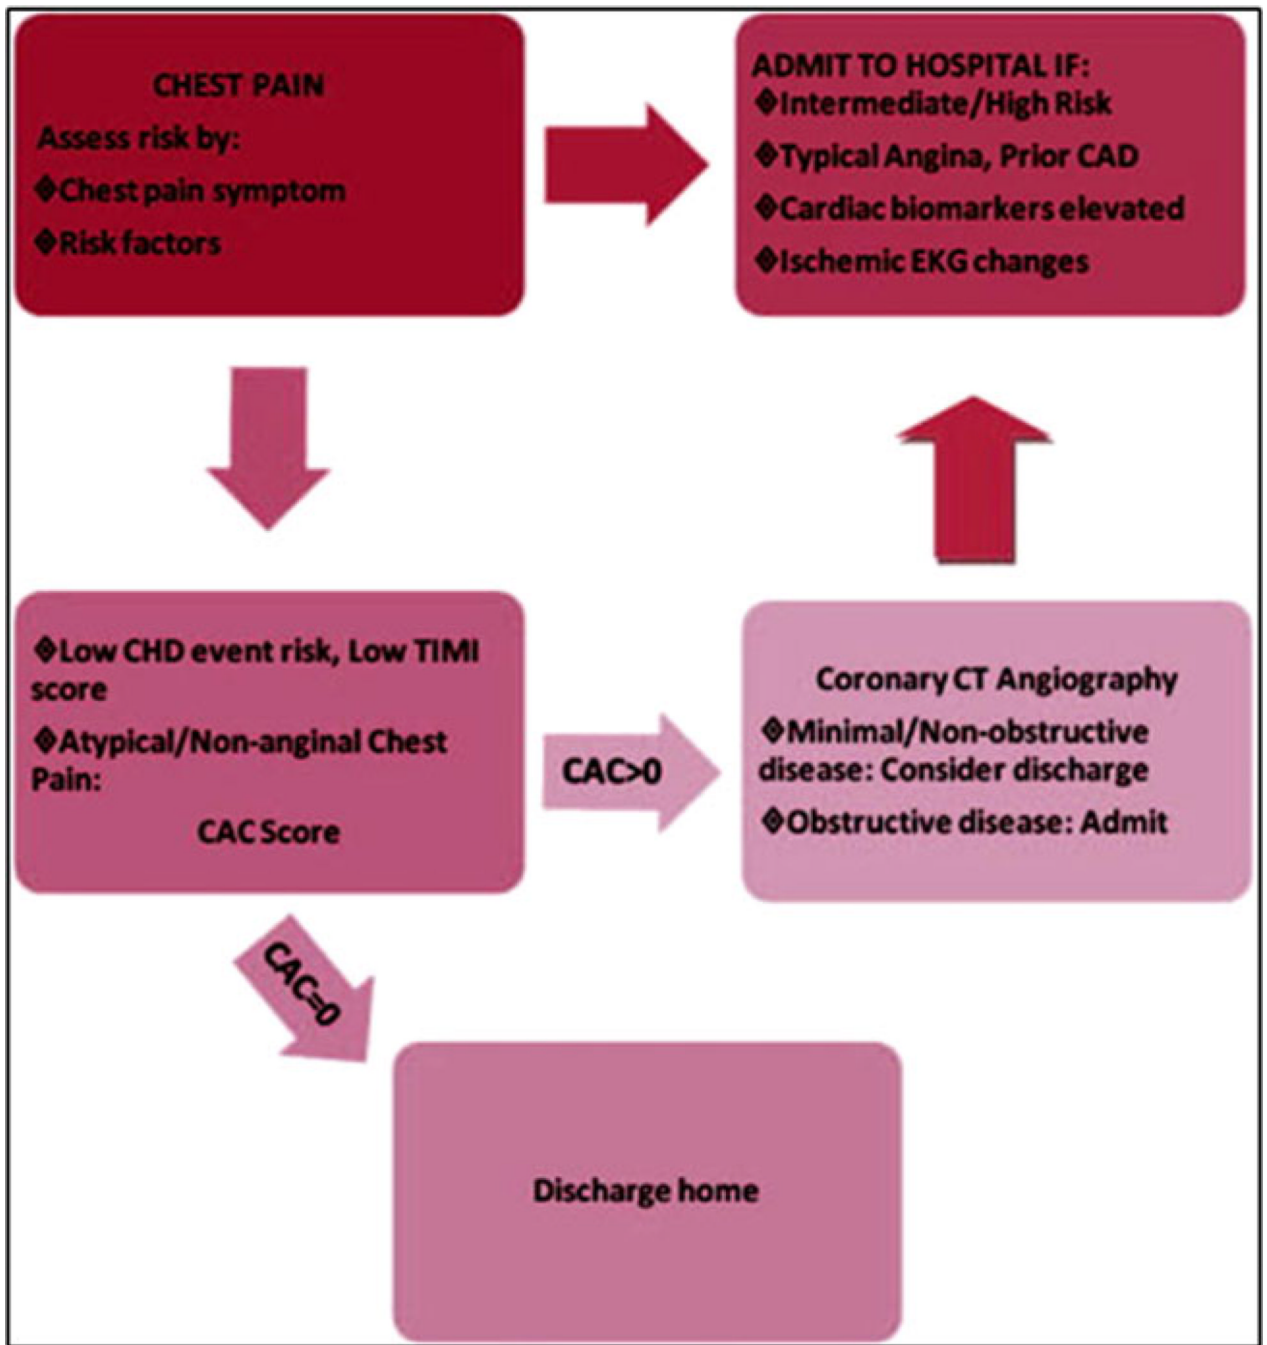 CHEST PAIN
Assess risk by:
◈Chest pain symptom
◈Risk factors
ADMIT TO HOSPITAL IF:
◈Intermediate/High Risk
◈Typical Angina, Prior CAD
◈Cardiac biomarkers elevated
◈Ischemic EKG changes
◈Low CHD event risk, Low TIMI
score
◈Atypical/Non-anginal Chest
Pain:
CAC Score
CAC>0
Coronary CT Angiography
◈Minimal/Non-obstructive
disease: Consider discharge
◈Obstructive disease: Admit
CAC=0
Discharge home